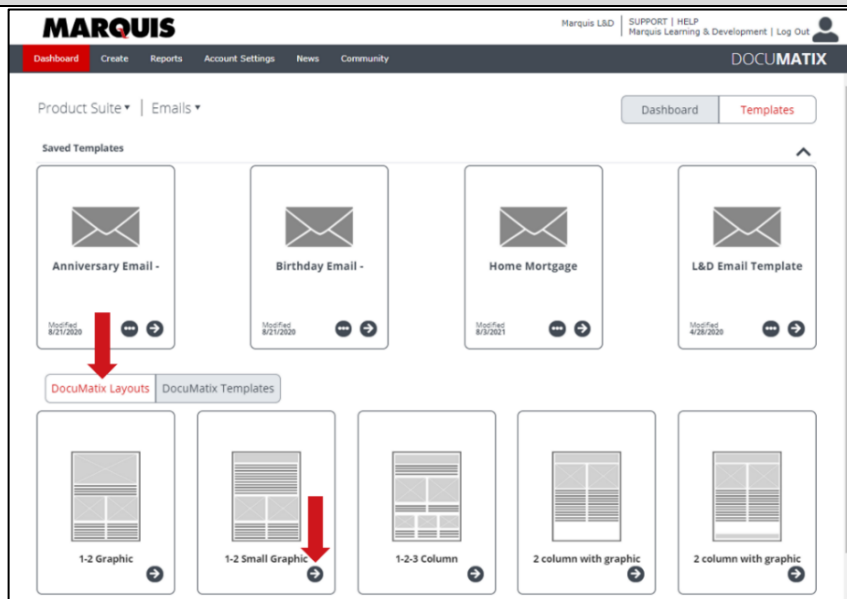 MARQUIS
Marquis L&D
SUPPORT | HELP
Marquis Learning & Development | Log Out
Dashboard Create Reports Account Settings News Community
DOCUMATIX
Product Suite | Emails
Dashboard Templates
Saved Templates
Anniversary Email - Birthday Email - Home Mortgage L&D Email Template
Modified Modified Modified Modified
8/21/2020 8/21/2020 8/3/2021 4/28/2020
DocuMatix Layouts DocuMatix Templates
1-2 Graphic 1-2 Small Graphic 1-2-3 Column 2 column with graphic 2 column with graphic